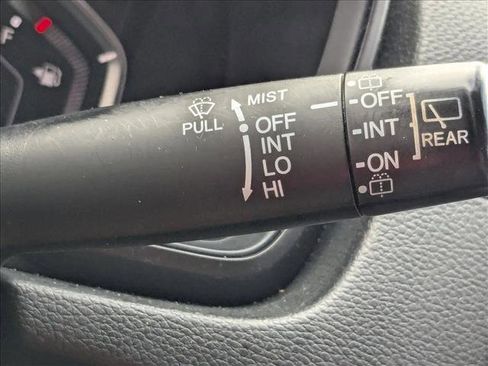 F
MIST
PULL
OFF
INT
LO
HI
OFF
INT
ON
REAR